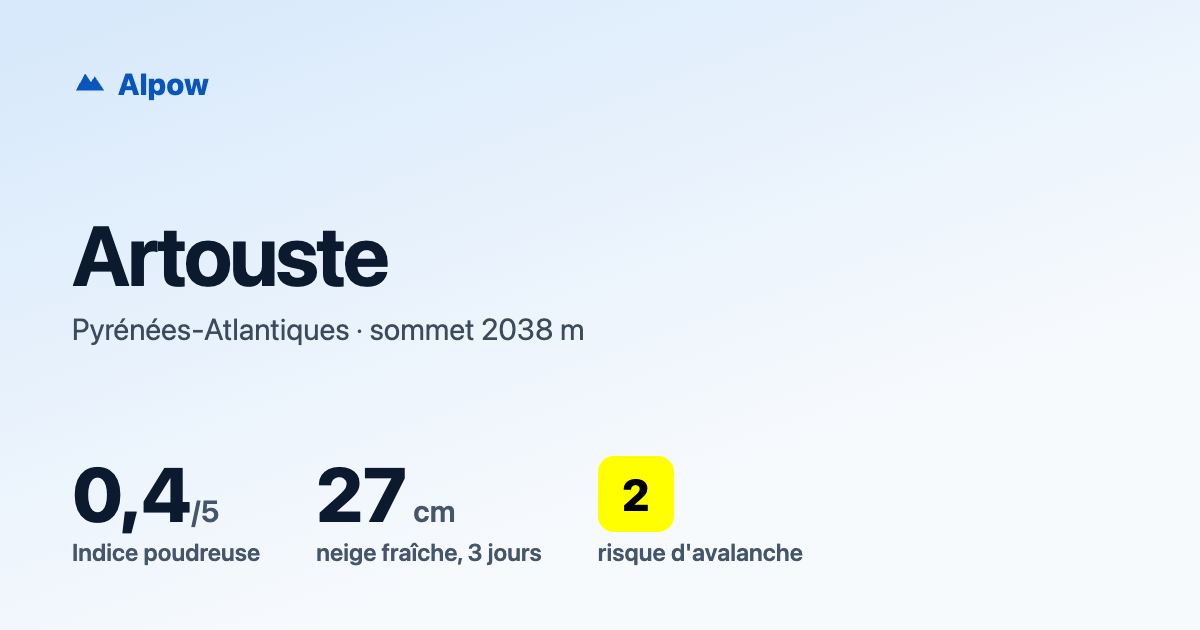 Alpow
Artouste
Pyrénées-Atlantiques · sommet 2038 m
0,4/5 27 cm 2
Indice poudreuse neige fraîche, 3 jours risque d'avalanche